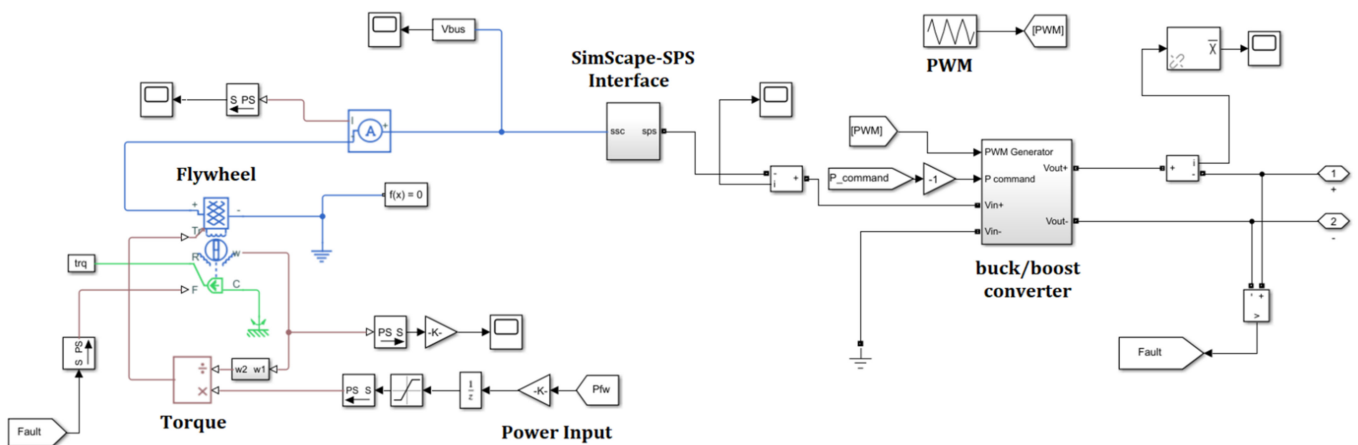 Vbus
SimScape-SPS
Interface
PWM
[PWM]
X
S PS
I
A
+
-
ssc
sps
[PWM]
P_command
-1
-
i
+
PWM Generator
P command
Vin+
Vin-
Vout+
Vout-
+
i
-
1
+
2
-
buck/boost
converter
Flywheel
+
-
f(x) = 0
T
R
w
trq
F
C
S PS
PS S
-K-
w2 w1
÷
×
PS S
1
z
-K-
Pfw
Torque
Power Input
Fault
- +
v
Fault